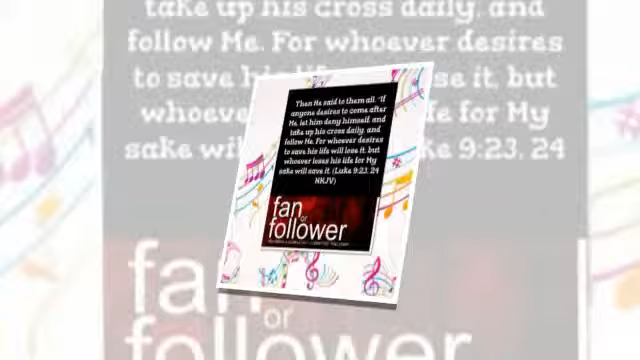 take up his cross daily, and
follow Me. For whoever desires
to save his life will lose it, but
whoever loses his life for My
sake will save it. (Luke 9:23, 24
Then He said to them all, "If
anyone desires to come after
Me, let him deny himself, and
take up his cross daily, and
follow Me. For whoever desires
to save his life will lose it, but
whoever loses his life for My
sake will save it. (Luke 9:23, 24
NKJV)
fan
or
follower
fan
or
follower